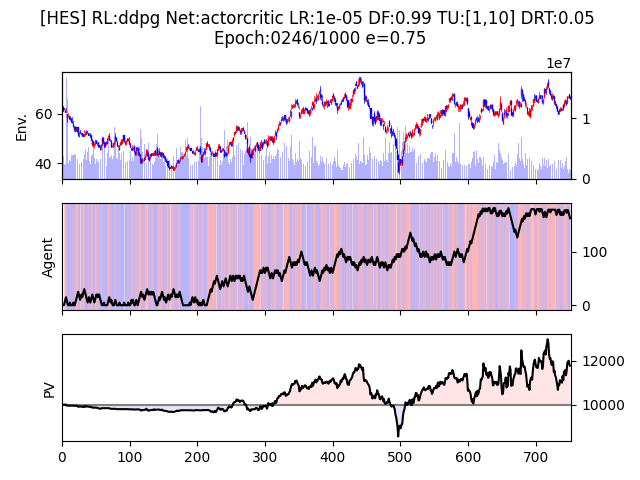 [HES] RL:ddpg Net:actorcritic LR:1e-05 DF:0.99 TU:[1,10] DRT:0.05
Epoch:0246/1000 e=0.75
1e7
Env.
60
40
1
0
Agent
100
0
PV
12000
10000
0 100 200 300 400 500 600 700